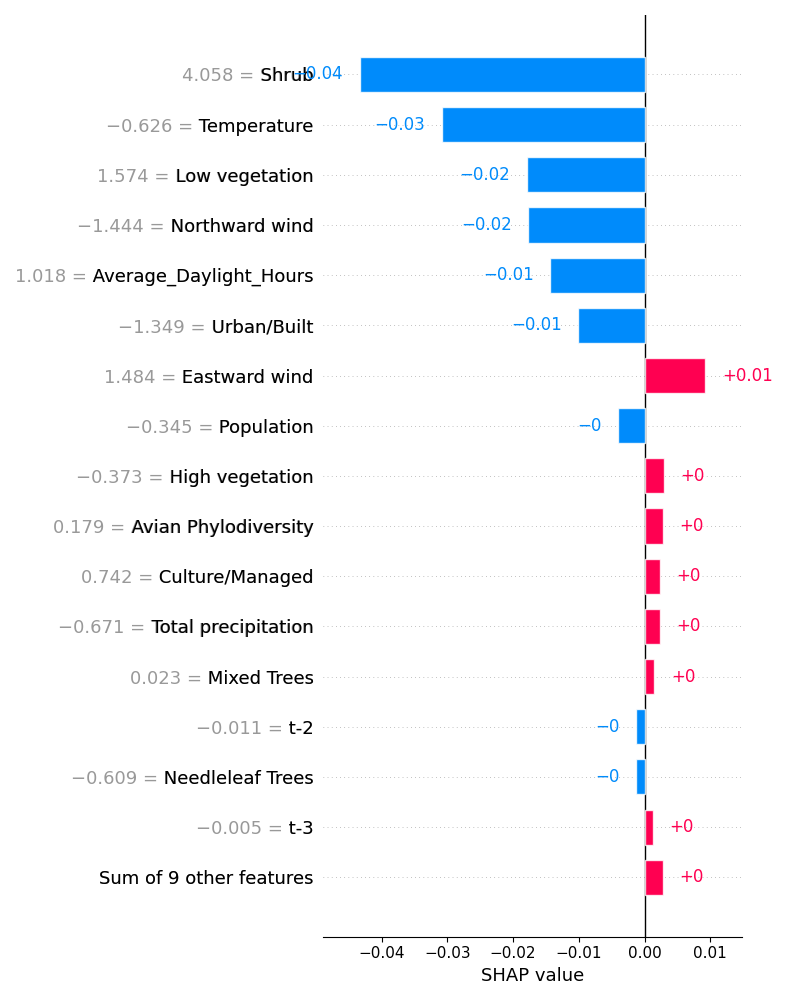 4.058 = Shrub −0.04
−0.626 = Temperature −0.03
1.574 = Low vegetation −0.02
−1.444 = Northward wind −0.02
1.018 = Average_Daylight_Hours −0.01
−1.349 = Urban/Built −0.01
1.484 = Eastward wind +0.01
−0.345 = Population −0
−0.373 = High vegetation +0
0.179 = Avian Phylodiversity +0
0.742 = Culture/Managed +0
−0.671 = Total precipitation +0
0.023 = Mixed Trees +0
−0.011 = t-2 −0
−0.609 = Needleleaf Trees −0
−0.005 = t-3 +0
Sum of 9 other features +0
−0.04 −0.03 −0.02 −0.01 0.00 0.01
SHAP value